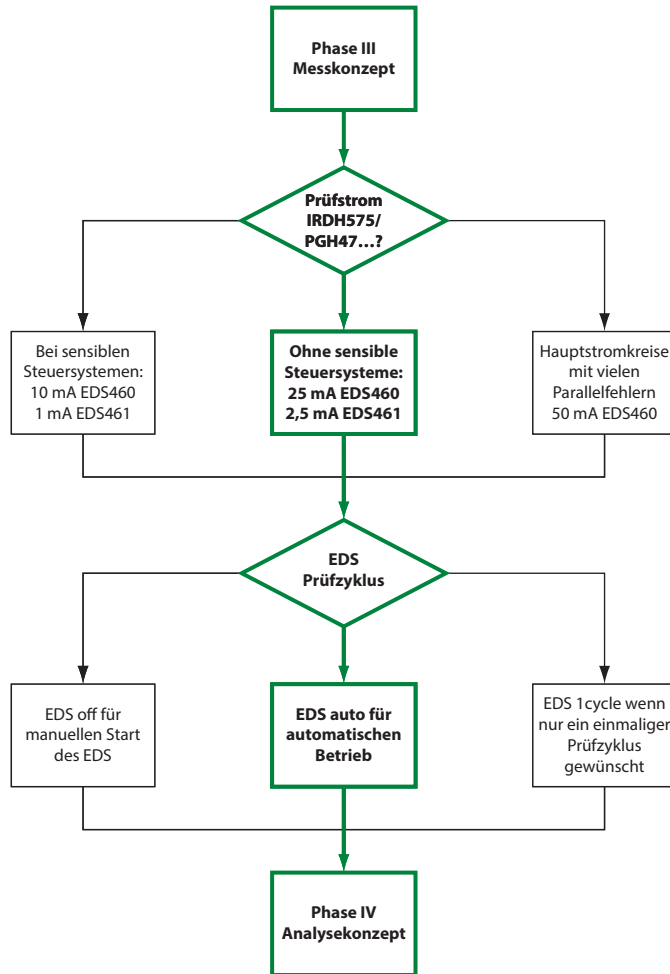 Phase III
Messkonzept
Prüfstrom
IRDH575/
PGH47…?
Bei sensiblen
Steuersystemen:
10 mA EDS460
1 mA EDS461
Ohne sensible
Steuersysteme:
25 mA EDS460
2,5 mA EDS461
Hauptstromkreise
mit vielen
Parallelfehlern
50 mA EDS460
EDS
Prüfzyklus
EDS off für
manuellen Start
des EDS
EDS auto für
automatischen
Betrieb
EDS 1cycle wenn
nur ein einmaliger
Prüfzyklus
gewünscht
Phase IV
Analysekonzept